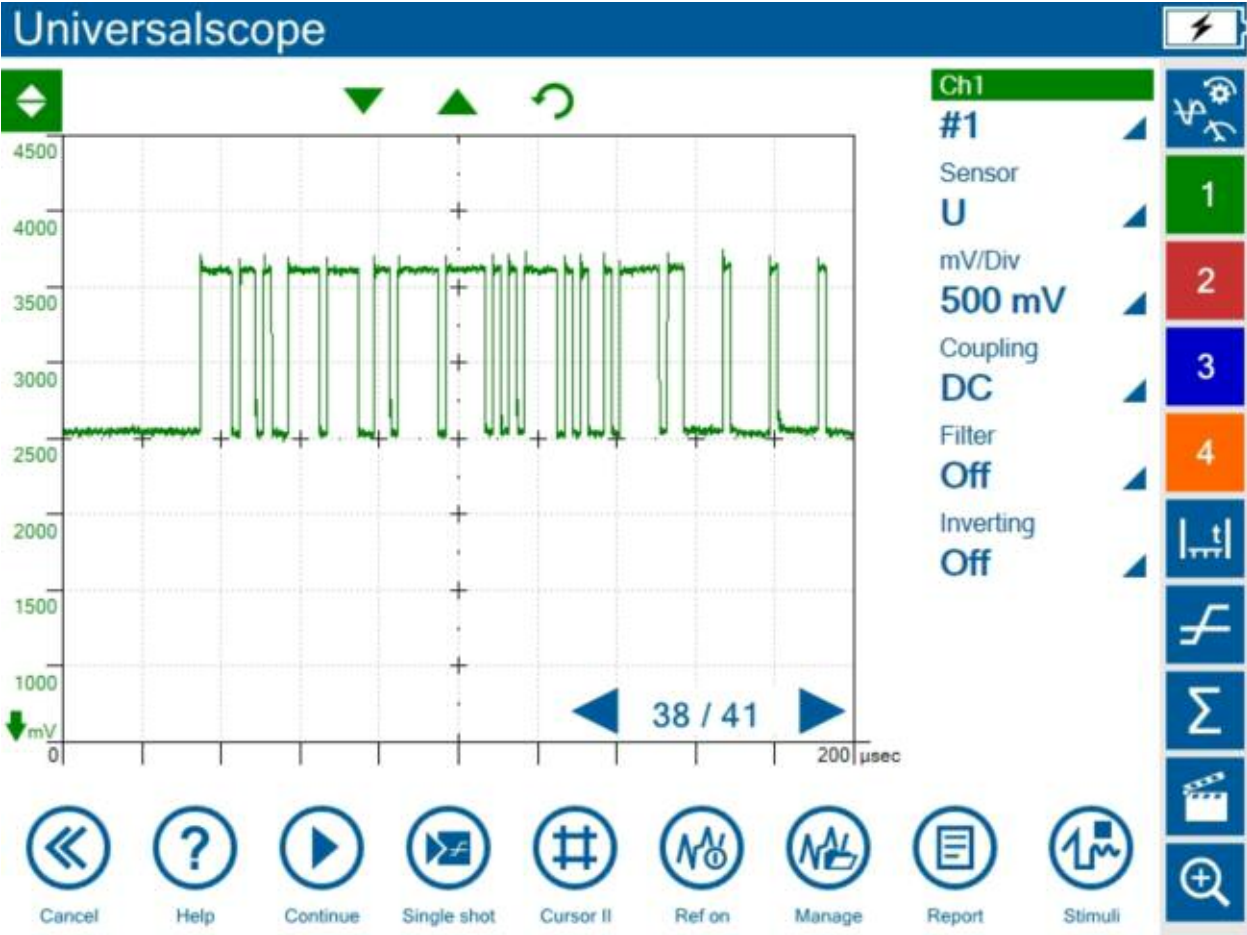 Universalscope
Ch1
#1
Sensor
U
mV/Div
500 mV
Coupling
DC
Filter
Off
Inverting
Off
4500
4000
3500
3000
2500
2000
1500
1000
mV
0
200 µsec
38 / 41
1
2
3
4
t
Σ
Cancel
Help
Continue
Single shot
Cursor II
Ref on
Manage
Report
Stimuli